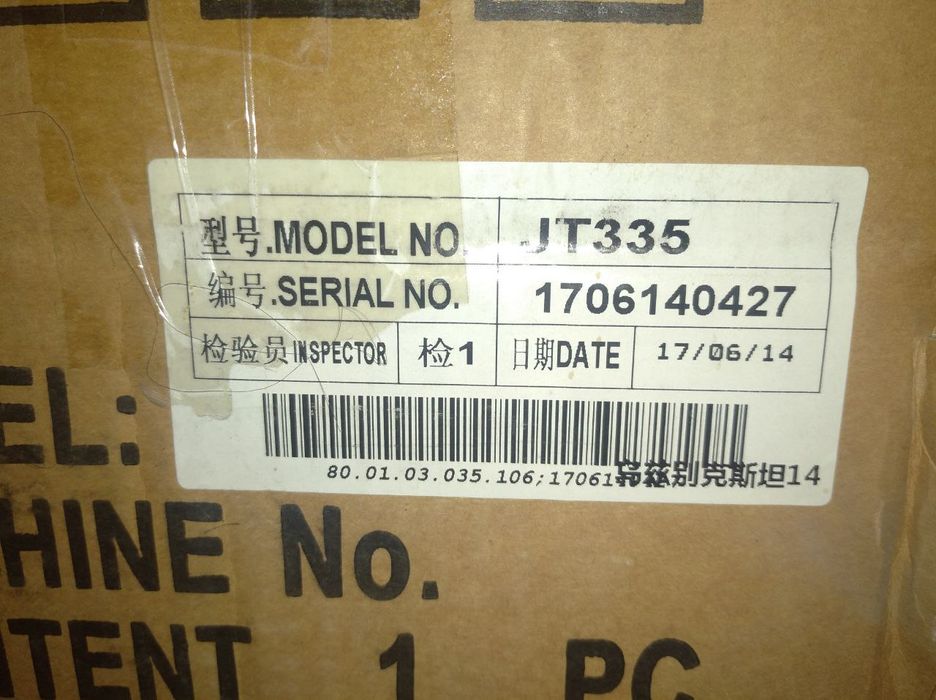 型号.MODEL NO. JT335
编号.SERIAL NO. 1706140427
检验员INSPECTOR 检1 日期DATE 17/06/14
80.01.03.035.106;17061 乌兹别克斯坦14
EL:
HINE No.
TENT 1 PC